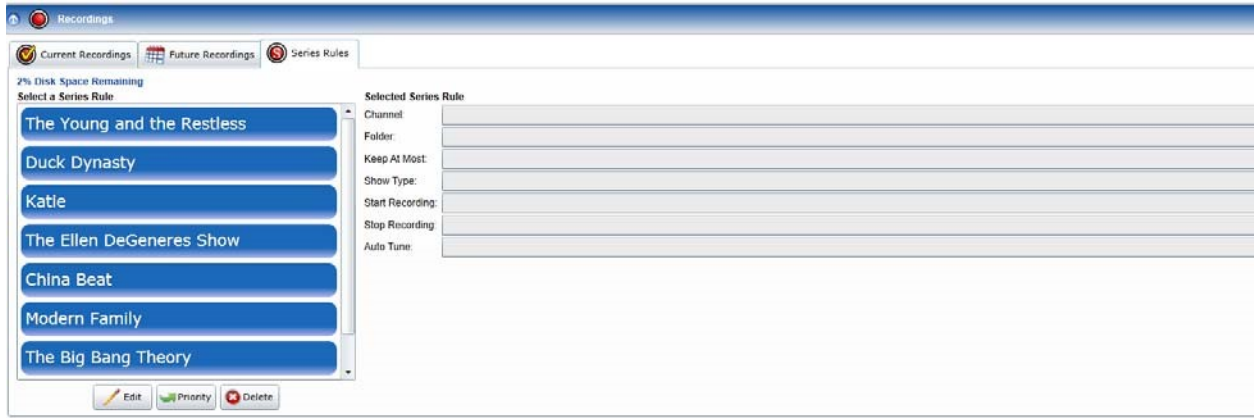 Recordings
Current Recordings
Future Recordings
Series Rules
2% Disk Space Remaining
Select a Series Rule
The Young and the Restless
Duck Dynasty
Katie
The Ellen DeGeneres Show
China Beat
Modern Family
The Big Bang Theory
Edit
Priority
Delete
Selected Series Rule
Channel:
Folder:
Keep At Most:
Show Type:
Start Recording:
Stop Recording:
Auto Tune: